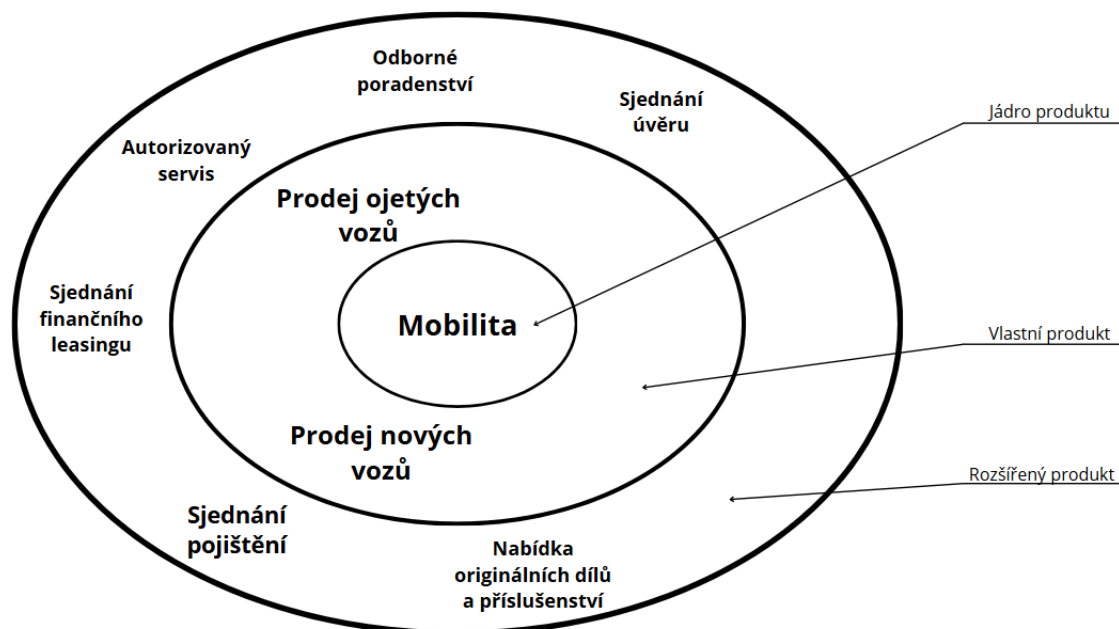 Odborné
poradenství
Sjednání
úvěru
Jádro produktu
Autorizovaný
servis
Prodej ojetých
vozů
Sjednání
finančního
leasingu
Mobilita
Vlastní produkt
Prodej nových
vozů
Rozšířený produkt
Sjednání
pojištění
Nabídka
originálních dílů
a příslušenství